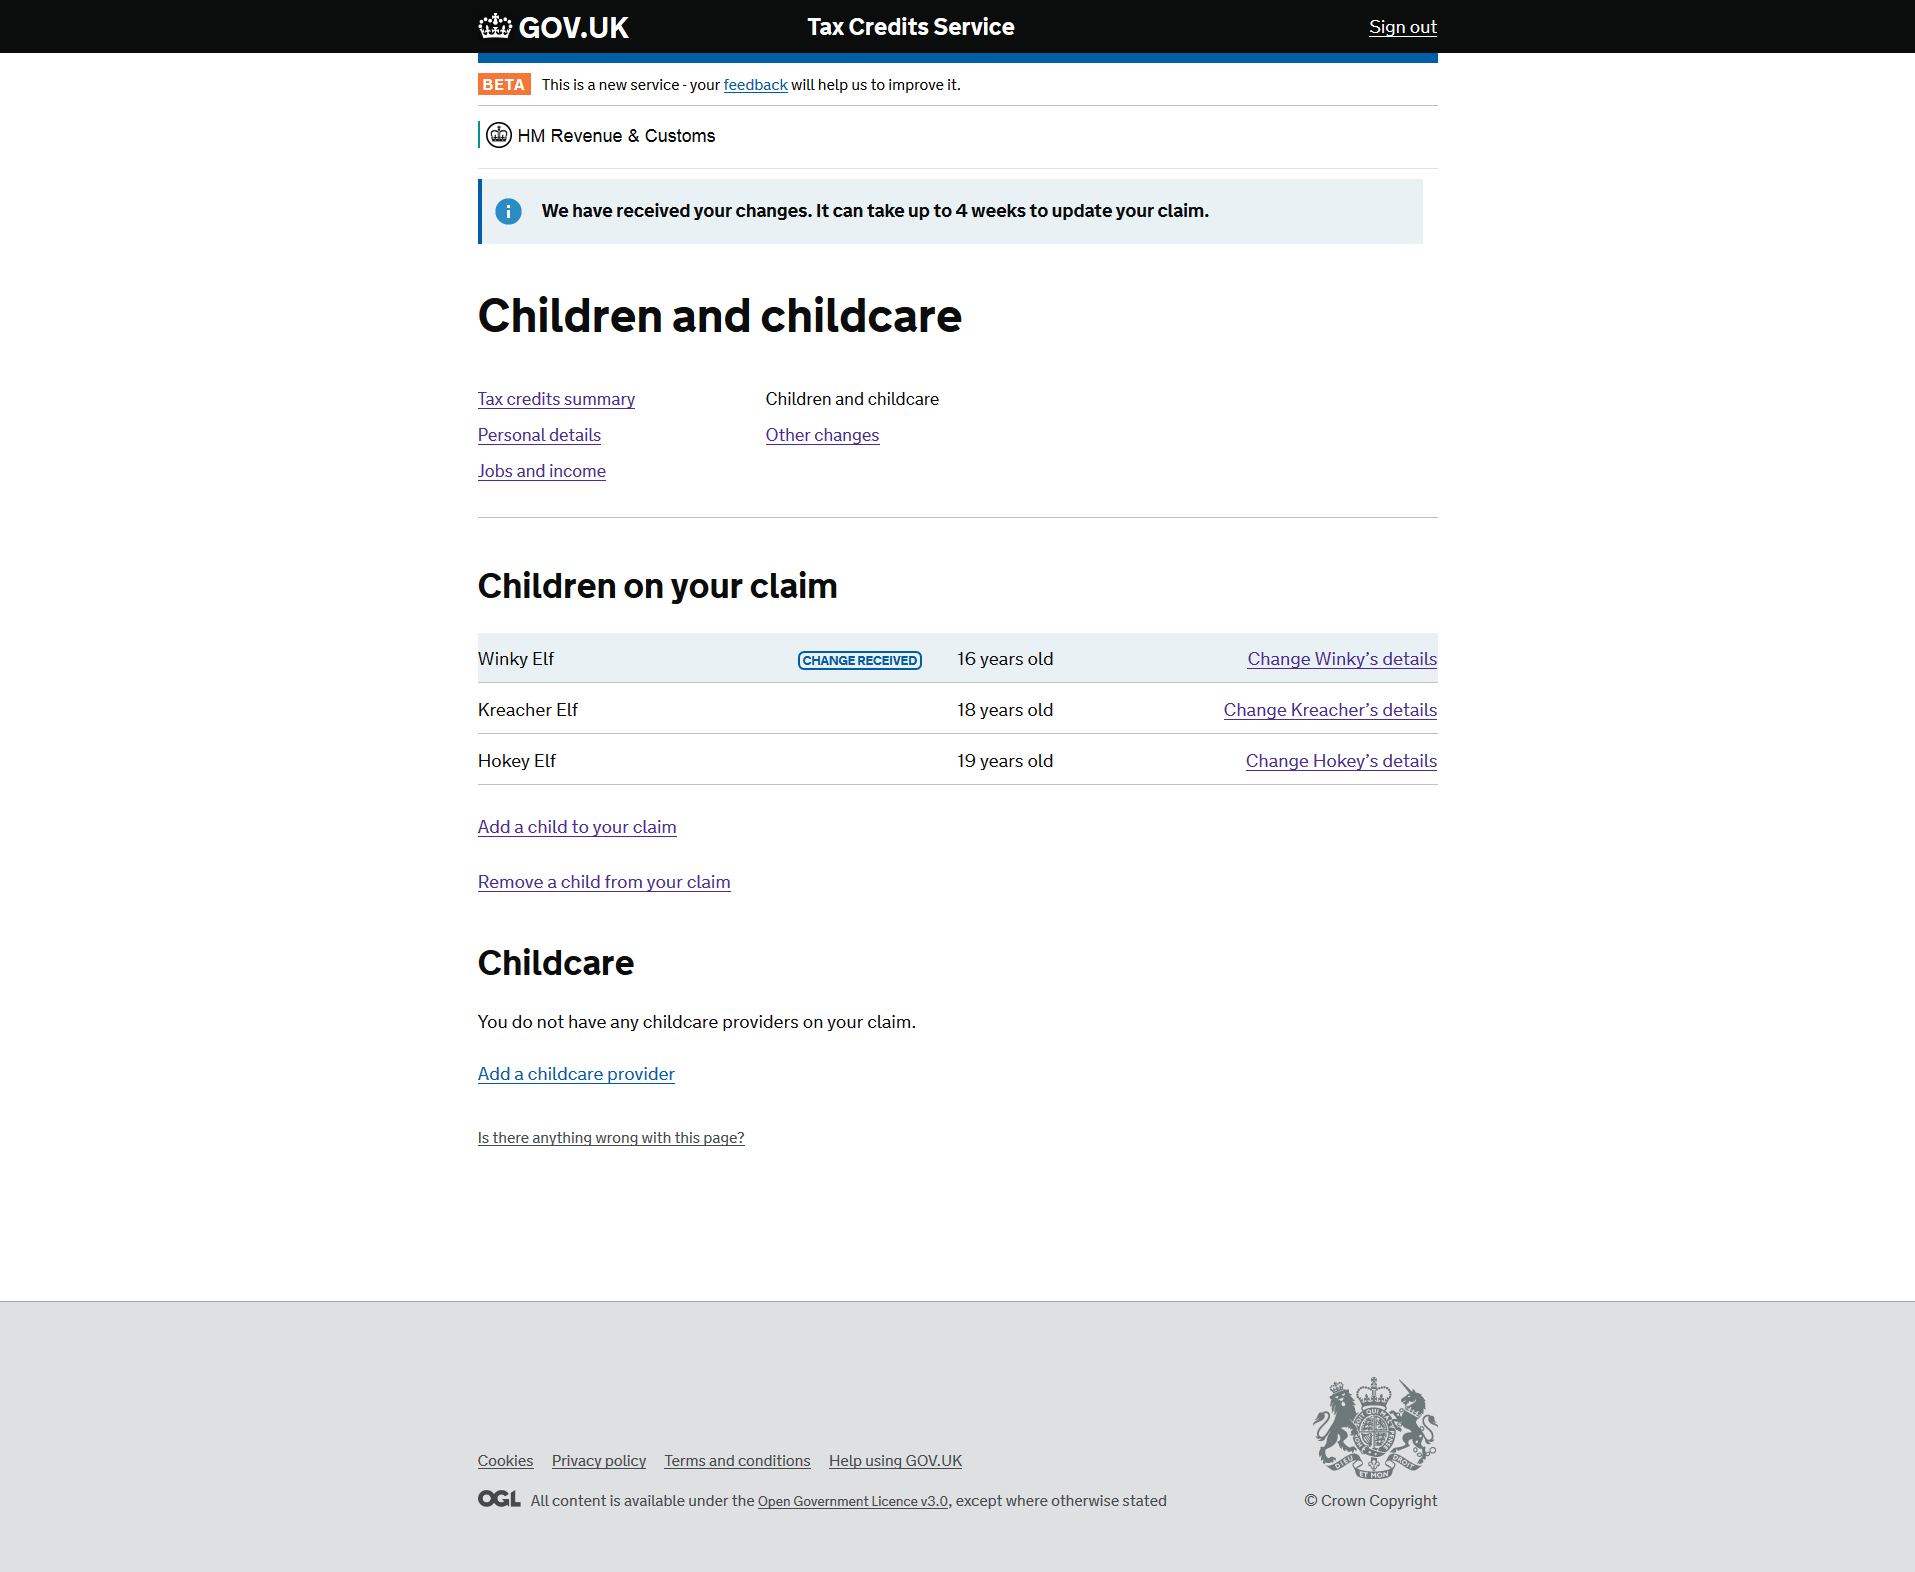 GOV.UK Tax Credits Service Sign out
BETA This is a new service - your feedback will help us to improve it.
HM Revenue & Customs
We have received your changes. It can take up to 4 weeks to update your claim.
Children and childcare
Tax credits summary
Personal details
Jobs and income
Children and childcare
Other changes
Children on your claim
Winky Elf CHANGE RECEIVED 16 years old Change Winky’s details
Kreacher Elf 18 years old Change Kreacher’s details
Hokey Elf 19 years old Change Hokey’s details
Add a child to your claim
Remove a child from your claim
Childcare
You do not have any childcare providers on your claim.
Add a childcare provider
Is there anything wrong with this page?
Cookies Privacy policy Terms and conditions Help using GOV.UK
OGL All content is available under the Open Government Licence v3.0, except where otherwise stated
DIEU ET MON DROIT
© Crown Copyright